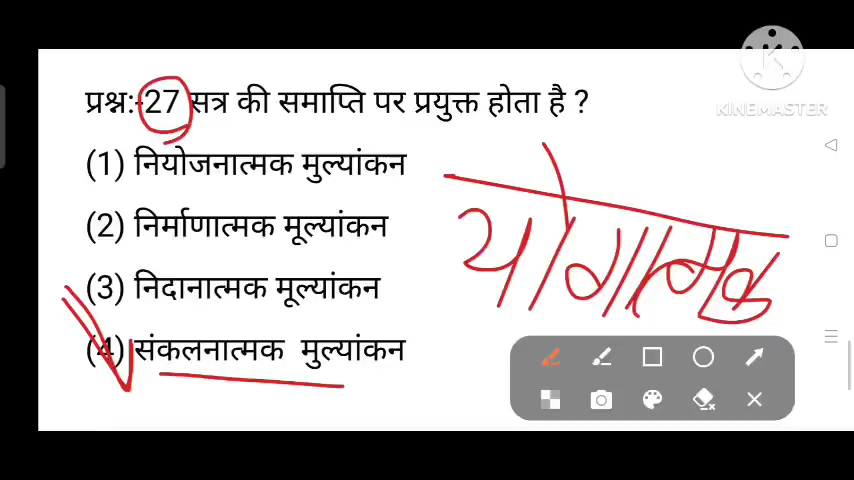 KINEMASTER
प्रश्न:-27 सत्र की समाप्ति पर प्रयुक्त होता है ?
(1) नियोजनात्मक मुल्यांकन
(2) निर्माणात्मक मूल्यांकन
(3) निदानात्मक मूल्यांकन
(4) संकलनात्मक मुल्यांकन
योगात्मक